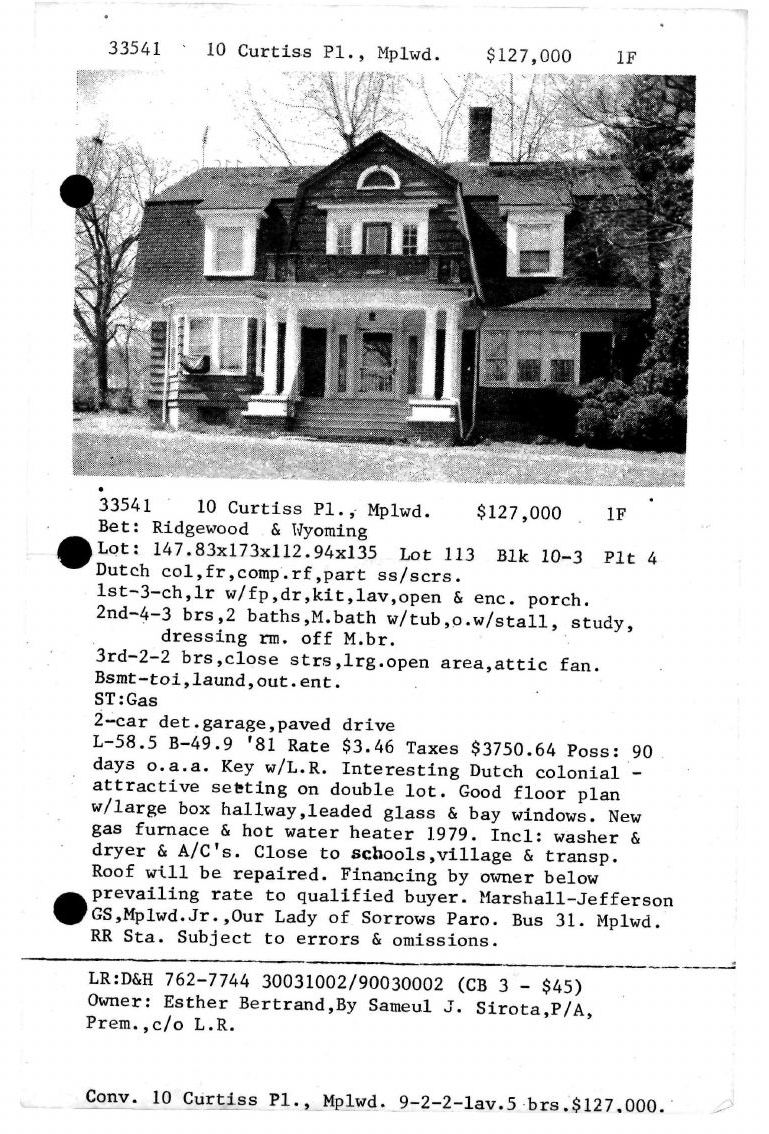 33541 10 Curtiss Pl., Mplwd. $127,000 1F
33541 10 Curtiss Pl., Mplwd. $127,000 1F
Bet: Ridgewood & Wyoming
Lot: 147.83x173x112.94x135 Lot 113 Blk 10-3 Plt 4
Dutch col,fr,comp.rf,part ss/scrs.
1st-3-ch,lr w/fp,dr,kit,lav,open & enc. porch.
2nd-4-3 brs,2 baths,M.bath w/tub,o.w/stall, study,
dressing rm. off M.br.
3rd-2-2 brs,close strs,lrg.open area,attic fan.
Bsmt-toi,laund,out.ent.
ST:Gas
2-car det.garage,paved drive
L-58.5 B-49.9 '81 Rate $3.46 Taxes $3750.64 Poss: 90
days o.a.a. Key w/L.R. Interesting Dutch colonial -
attractive setting on double lot. Good floor plan
w/large box hallway,leaded glass & bay windows. New
gas furnace & hot water heater 1979. Incl: washer &
dryer & A/C's. Close to schools,village & transp.
Roof will be repaired. Financing by owner below
prevailing rate to qualified buyer. Marshall-Jefferson
GS,Mplwd.Jr.,Our Lady of Sorrows Paro. Bus 31. Mplwd.
RR Sta. Subject to errors & omissions.
LR:D&H 762-7744 30031002/90030002 (CB 3 - $45)
Owner: Esther Bertrand,By Sameul J. Sirota,P/A,
Prem.,c/o L.R.
Conv. 10 Curtiss Pl., Mplwd. 9-2-2-lav.5 brs.$127,000.